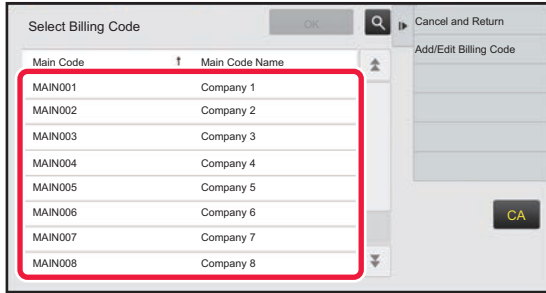 Select Billing Code
OK
Main Code ↑ Main Code Name
MAIN001 Company 1
MAIN002 Company 2
MAIN003 Company 3
MAIN004 Company 4
MAIN005 Company 5
MAIN006 Company 6
MAIN007 Company 7
MAIN008 Company 8
Cancel and Return
Add/Edit Billing Code
CA